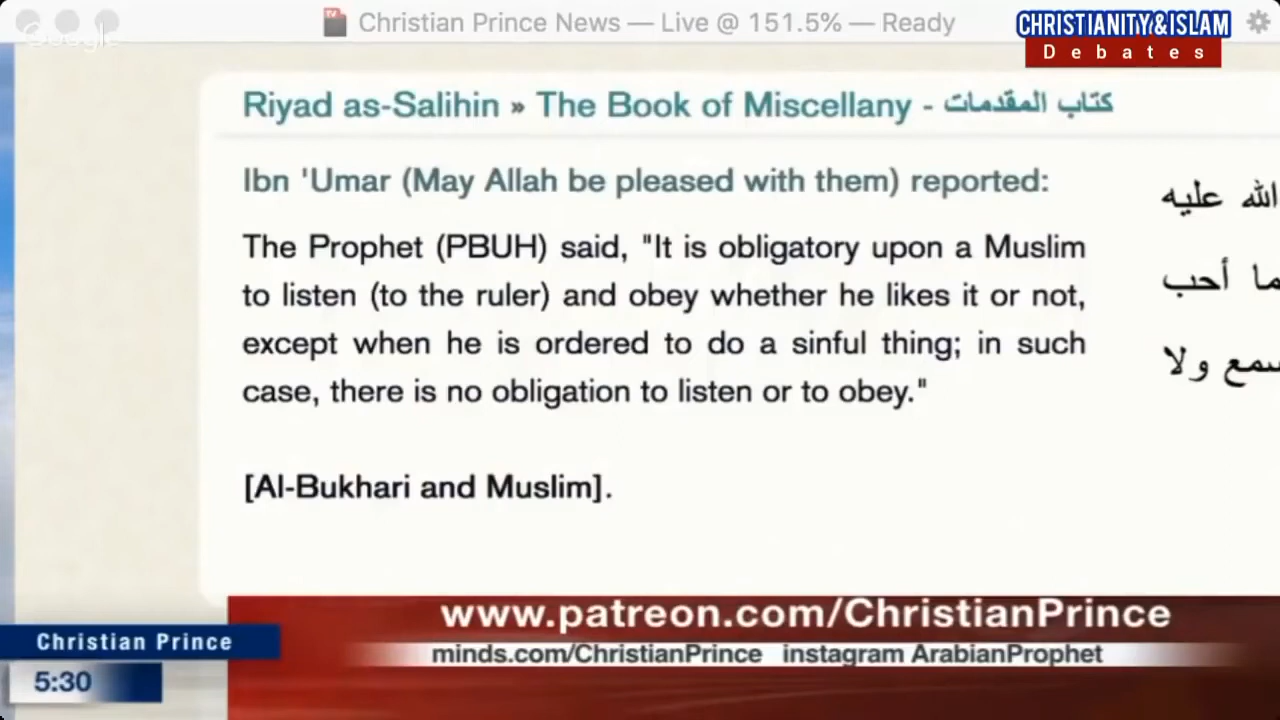 Christian Prince News — Live @ 151.5% — Ready
Google
CHRISTIANITY&ISLAM
Debates
Riyad as-Salihin » The Book of Miscellany - كتاب المقدمات
Ibn 'Umar (May Allah be pleased with them) reported:
The Prophet (PBUH) said, "It is obligatory upon a Muslim
to listen (to the ruler) and obey whether he likes it or not,
except when he is ordered to do a sinful thing; in such
case, there is no obligation to listen or to obey."
[Al-Bukhari and Muslim].
الله عليه
ما أحب
ولا
www.patreon.com/ChristianPrince
minds.com/ChristianPrince instagram ArabianProphet
Christian Prince
5:30